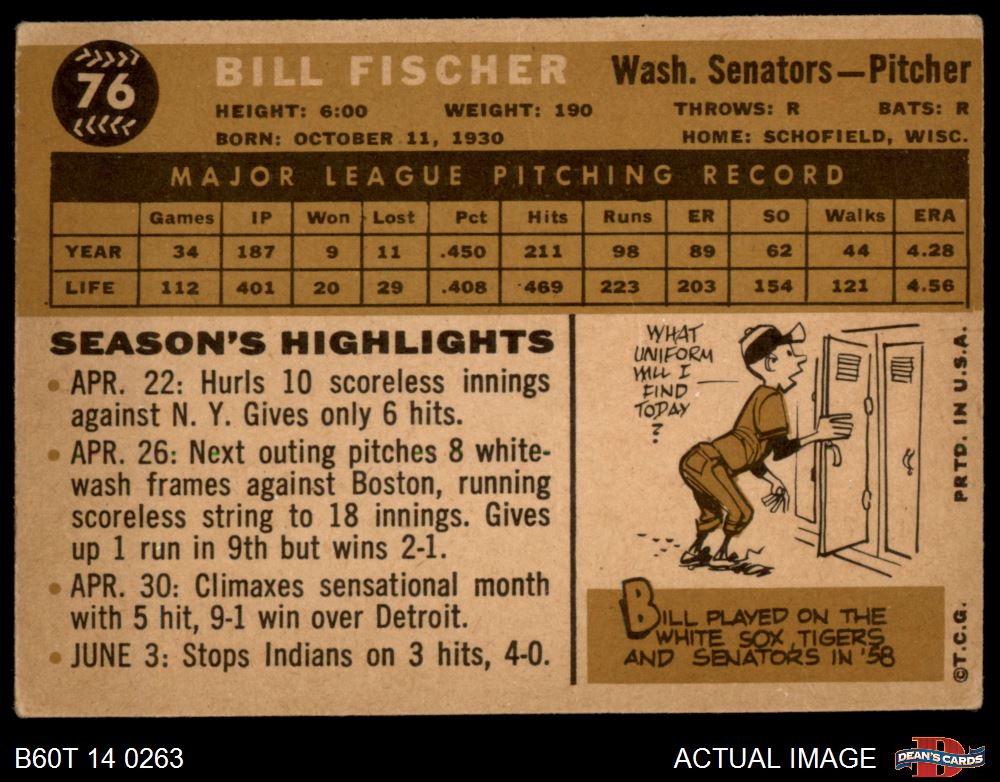 76
BILL FISCHER
Wash. Senators—Pitcher
HEIGHT: 6:00 WEIGHT: 190 THROWS: R BATS: R
BORN: OCTOBER 11, 1930 HOME: SCHOFIELD, WISC.
MAJOR LEAGUE PITCHING RECORD
Games IP Won Lost Pct Hits Runs ER SO Walks ERA
YEAR 34 187 9 11 .450 211 98 89 62 44 4.28
LIFE 112 401 20 29 .408 469 223 203 154 121 4.56
SEASON'S HIGHLIGHTS
• APR. 22: Hurls 10 scoreless innings
against N. Y. Gives only 6 hits.
• APR. 26: Next outing pitches 8 white-
wash frames against Boston, running
scoreless string to 18 innings. Gives
up 1 run in 9th but wins 2-1.
• APR. 30: Climaxes sensational month
with 5 hit, 9-1 win over Detroit.
• JUNE 3: Stops Indians on 3 hits, 4-0.
WHAT
UNIFORM
WILL I
FIND
TODAY
?
BILL PLAYED ON THE
WHITE SOX, TIGERS
AND SENATORS IN '58
©T.C.G. PRTD. IN U.S.A.
B60T 14 0263
ACTUAL IMAGE
D
DEAN'S CARDS